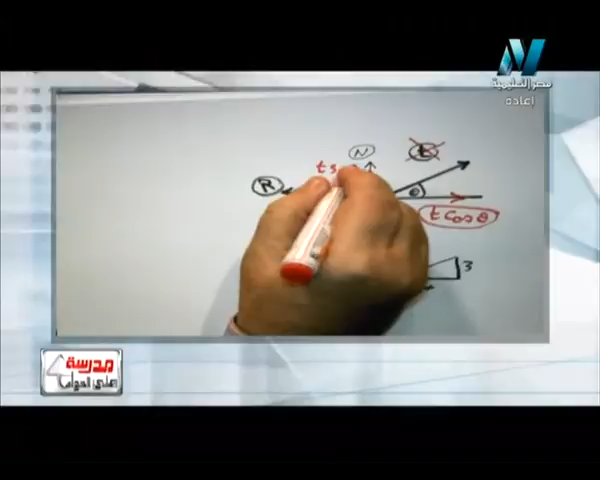 مصر التعليمية
إعادة
N
t
t s
R
θ
t Cos θ
3
مدرسة
على الهواء